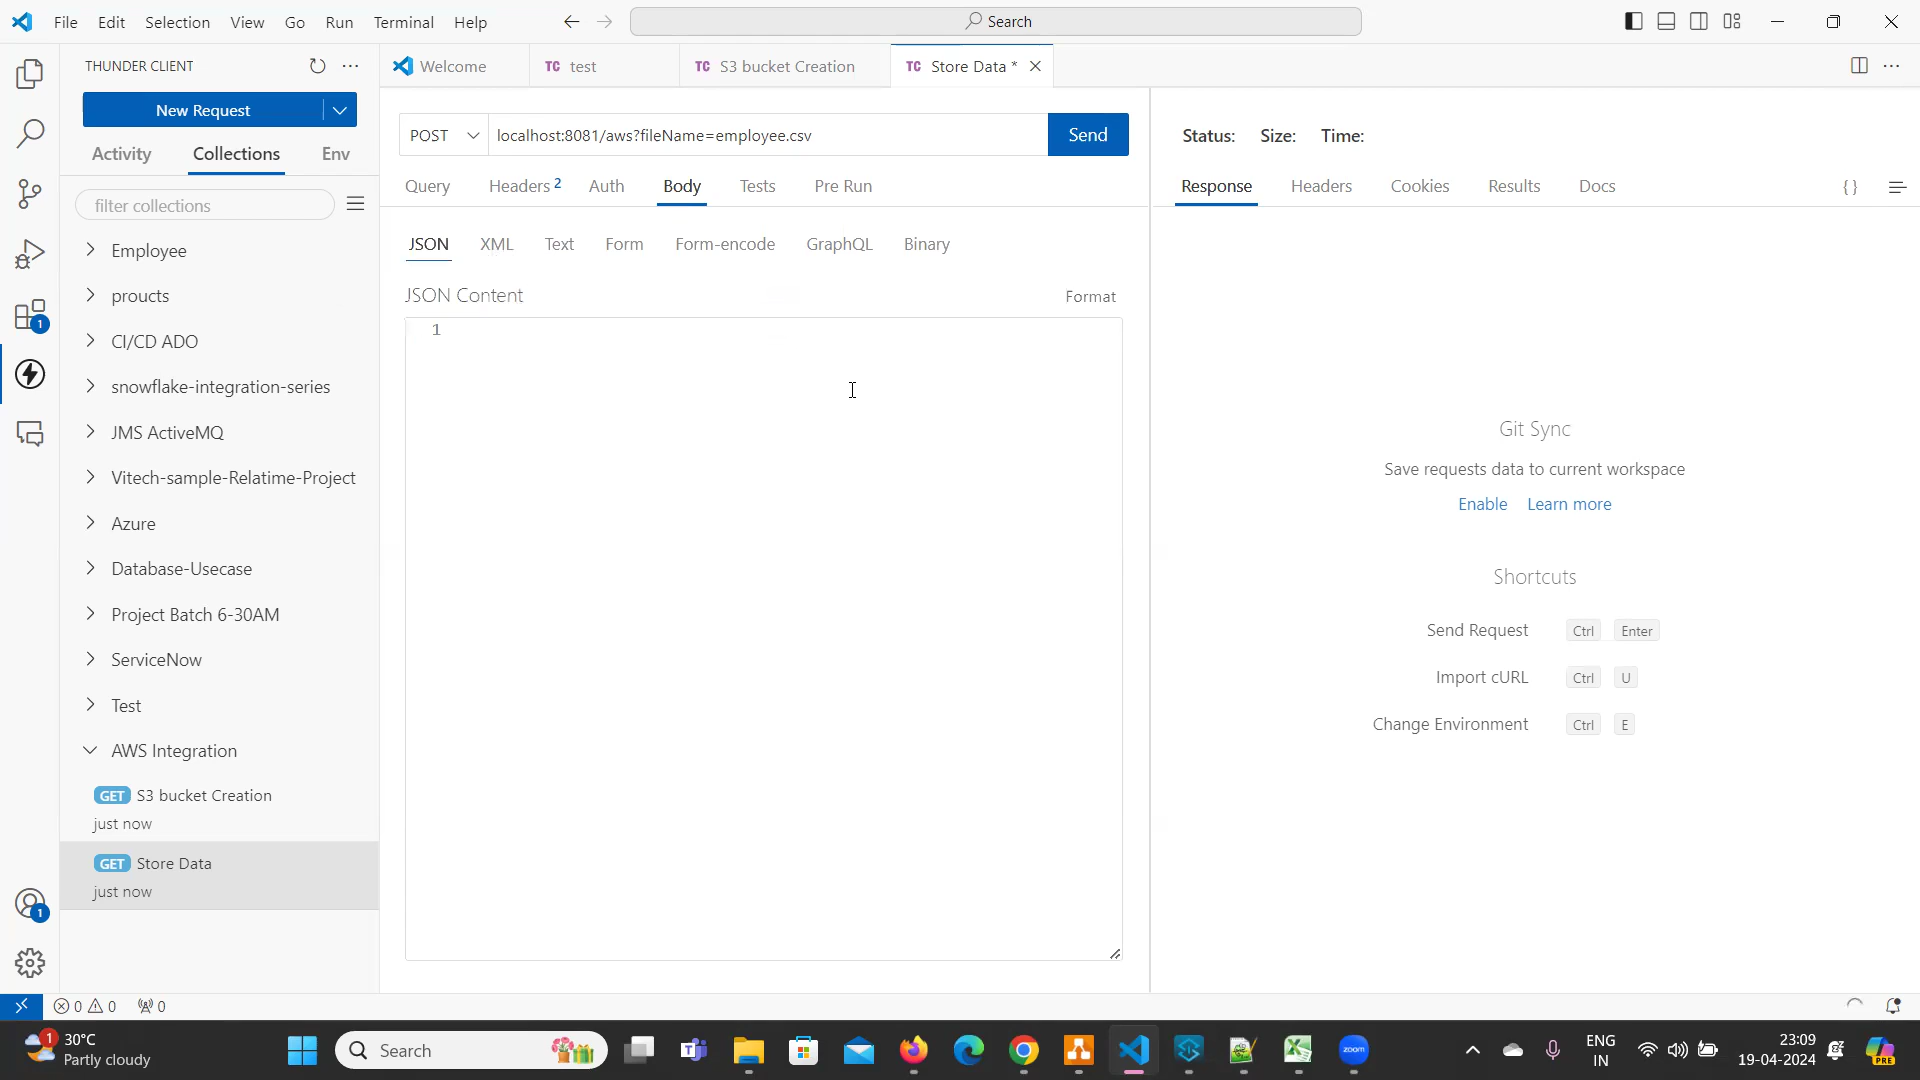 File Edit Selection View Go Run Terminal Help
Search
THUNDER CLIENT
Welcome
TC test
TC S3 bucket Creation
TC Store Data *
New Request
Activity Collections Env
filter collections
Employee
proucts
CI/CD ADO
snowflake-integration-series
JMS ActiveMQ
Vitech-sample-Relatime-Project
Azure
Database-Usecase
Project Batch 6-30AM
ServiceNow
Test
AWS Integration
GET S3 bucket Creation
just now
GET Store Data
just now
1
1
POST localhost:8081/aws?fileName=employee.csv Send
Query Headers 2 Auth Body Tests Pre Run
JSON XML Text Form Form-encode GraphQL Binary
JSON Content Format
1
Status: Size: Time:
Response Headers Cookies Results Docs {}
Git Sync
Save requests data to current workspace
Enable Learn more
Shortcuts
Send Request Ctrl Enter
Import cURL Ctrl U
Change Environment Ctrl E
0 0 0
1
30°C
Partly cloudy
Search
zoom
ENG
IN
23:09
19-04-2024
PRE